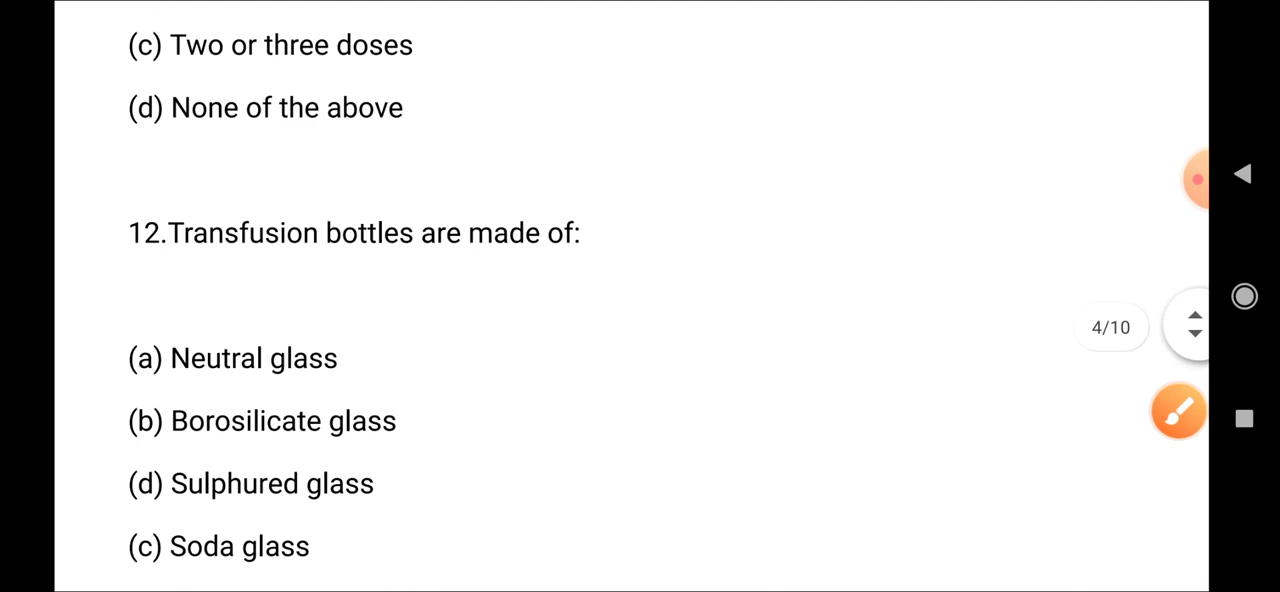 (c) Two or three doses
(d) None of the above
12.Transfusion bottles are made of:
4/10
(a) Neutral glass
(b) Borosilicate glass
(d) Sulphured glass
(c) Soda glass